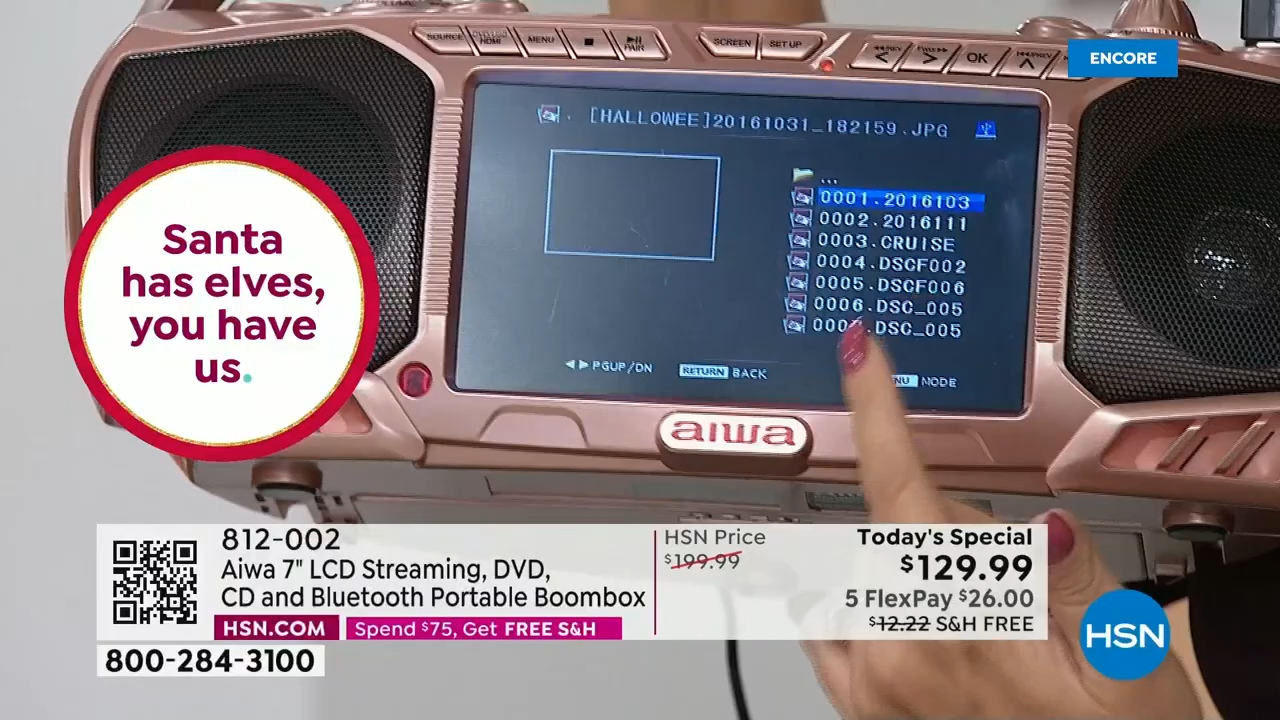 SOURCE
HDMI
MENU
PAIR
SCREEN
SET UP
OK
ENCORE
[HALLOWEE]20161031_182159.JPG
...
0001.2016103
0002.2016111
0003.CRUISE
0004.DSCF002
0005.DSCF006
0006.DSC_005
DSC_005
PGUP/DN
RETURN BACK
MODE
aiwa
Santa
has elves,
you have
us.
812-002
Aiwa 7" LCD Streaming, DVD,
CD and Bluetooth Portable Boombox
HSN.COM
Spend $75, Get FREE S&H
800-284-3100
HSN Price
$199.99
Today's Special
$129.99
5 FlexPay $26.00
$12.22 S&H FREE
HSN